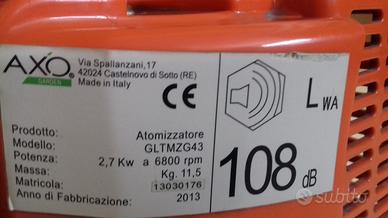 AXO
GARDEN
Via Spallanzani,17
42024 Castelnovo di Sotto (RE)
Made in Italy
CE
LWA
108 dB
Prodotto: Atomizzatore
Modello: GLTMZG43
Potenza: 2,7 Kw a 6800 rpm
Massa: Kg. 11,5
Matricola: 13030176
Anno di Fabbricazione: 2013
subito